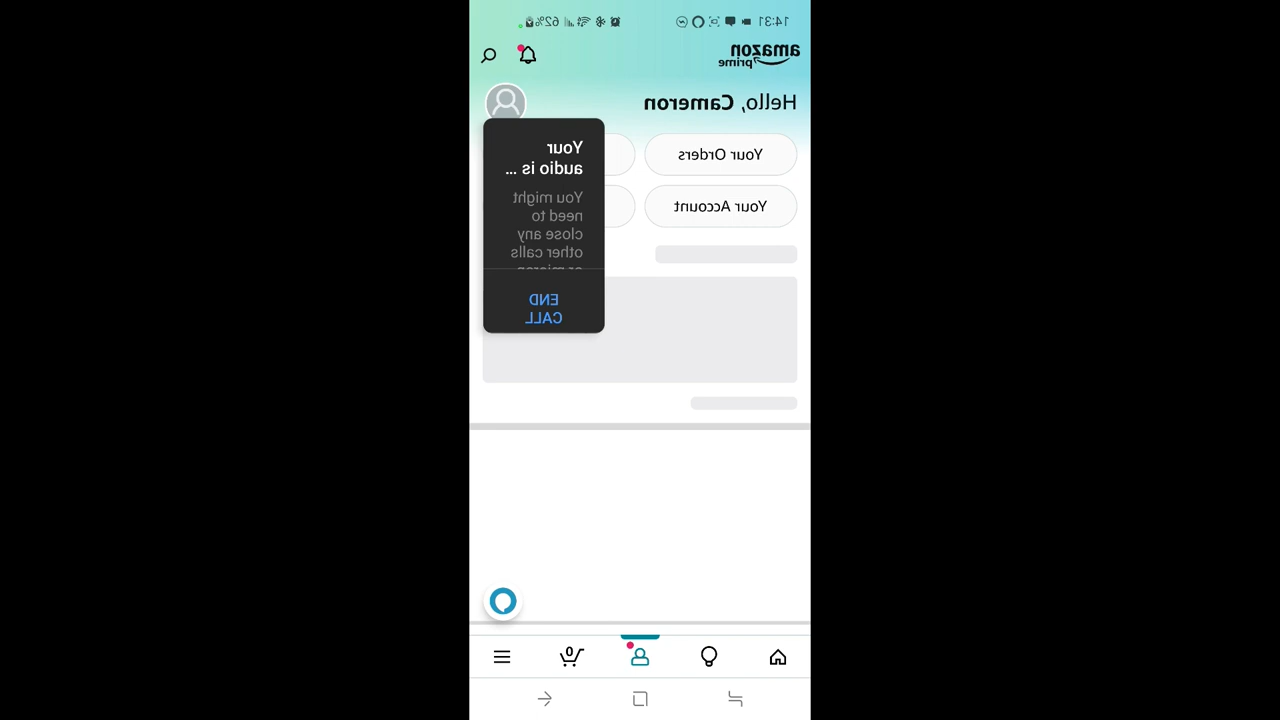 14:31
62%
amazon
prime
Hello, Cameron
Your Orders
Your Account
Your
audio is ...
You might
need to
close any
other calls
END
CALL
0